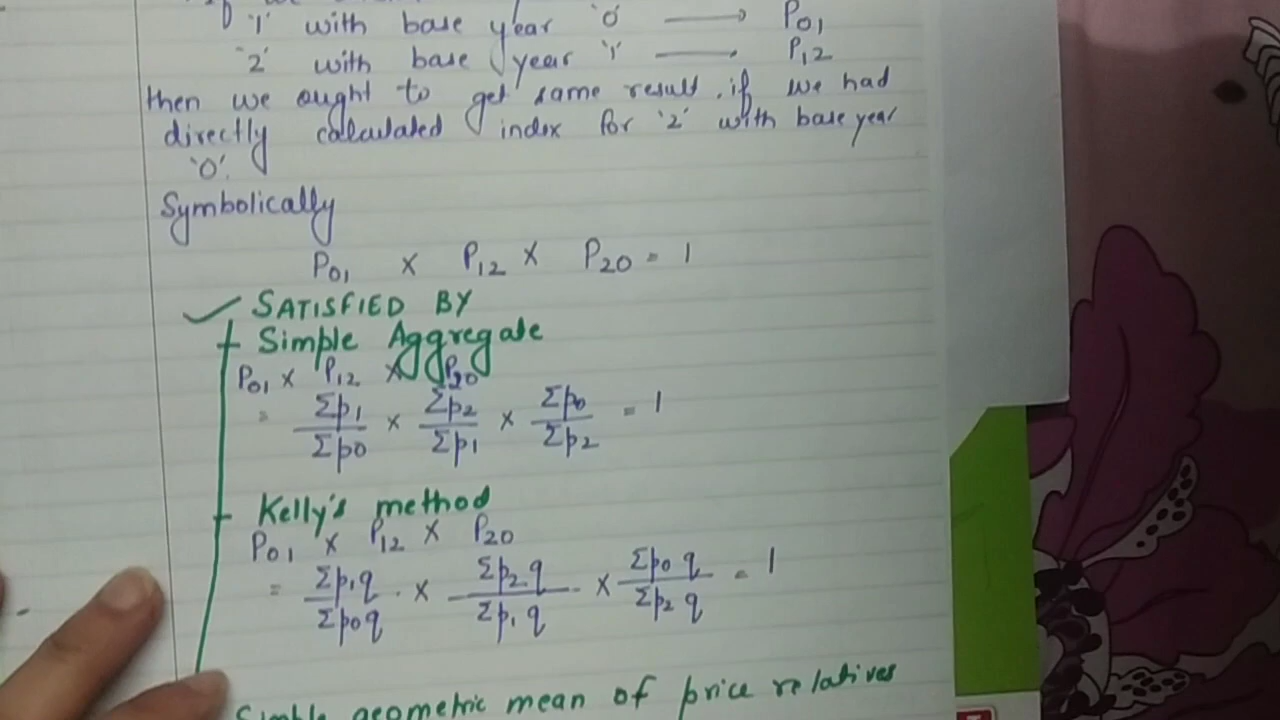 '1' with base year '0' → P01
'2' with base year '1' → P12
then we ought to get same result, if we had
directly calculated index for '2' with base year
'0'.
Symbolically
P01 × P12 × P20 = 1
✓ SATISFIED BY
Simple Aggregate
P01 × P12 × P20
= Σp1/Σp0 × Σp2/Σp1 × Σp0/Σp2 = 1
Kelly's method
P01 × P12 × P20
= Σp1q/Σp0q × Σp2q/Σp1q × Σp0q/Σp2q = 1
Simple geometric mean of price relatives